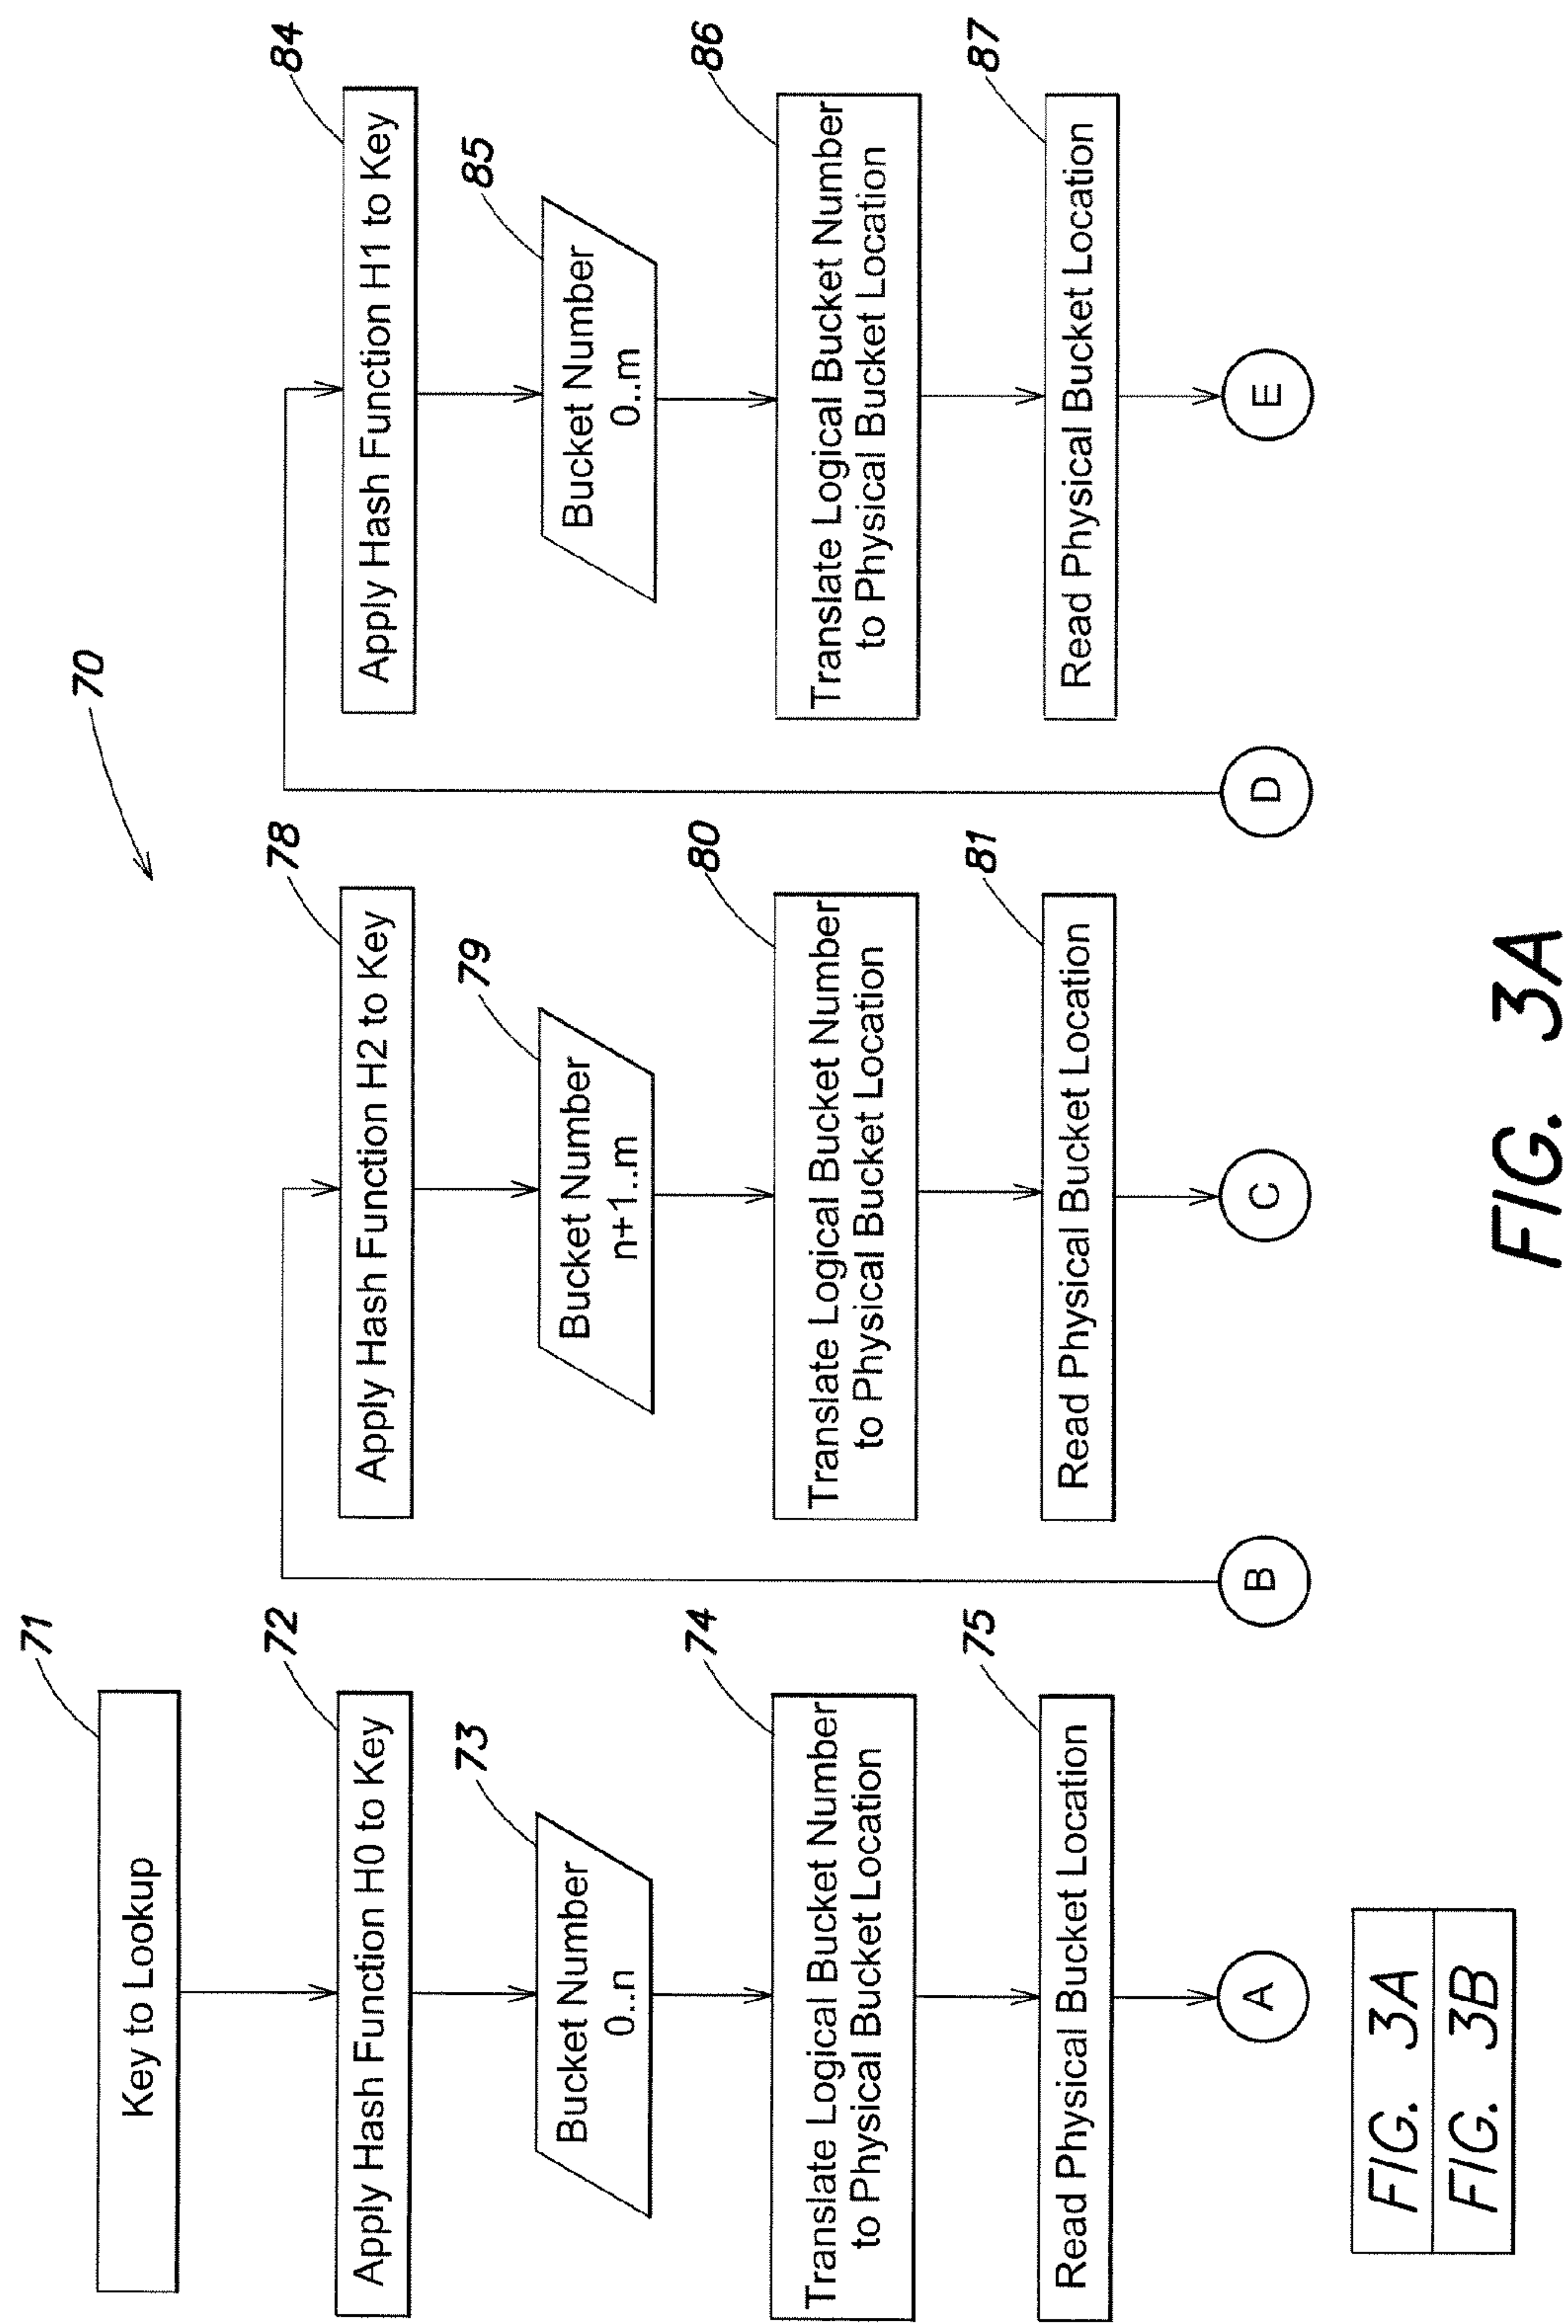 70
71
Key to Lookup
72
Apply Hash Function H0 to Key
73
Bucket Number
0..n
74
Translate Logical Bucket Number
to Physical Bucket Location
75
Read Physical Bucket Location
A
B
78
Apply Hash Function H2 to Key
79
Bucket Number
n+1..m
80
Translate Logical Bucket Number
to Physical Bucket Location
81
Read Physical Bucket Location
C
D
84
Apply Hash Function H1 to Key
85
Bucket Number
0..m
86
Translate Logical Bucket Number
to Physical Bucket Location
87
Read Physical Bucket Location
E
FIG. 3A
FIG. 3B
FIG. 3A